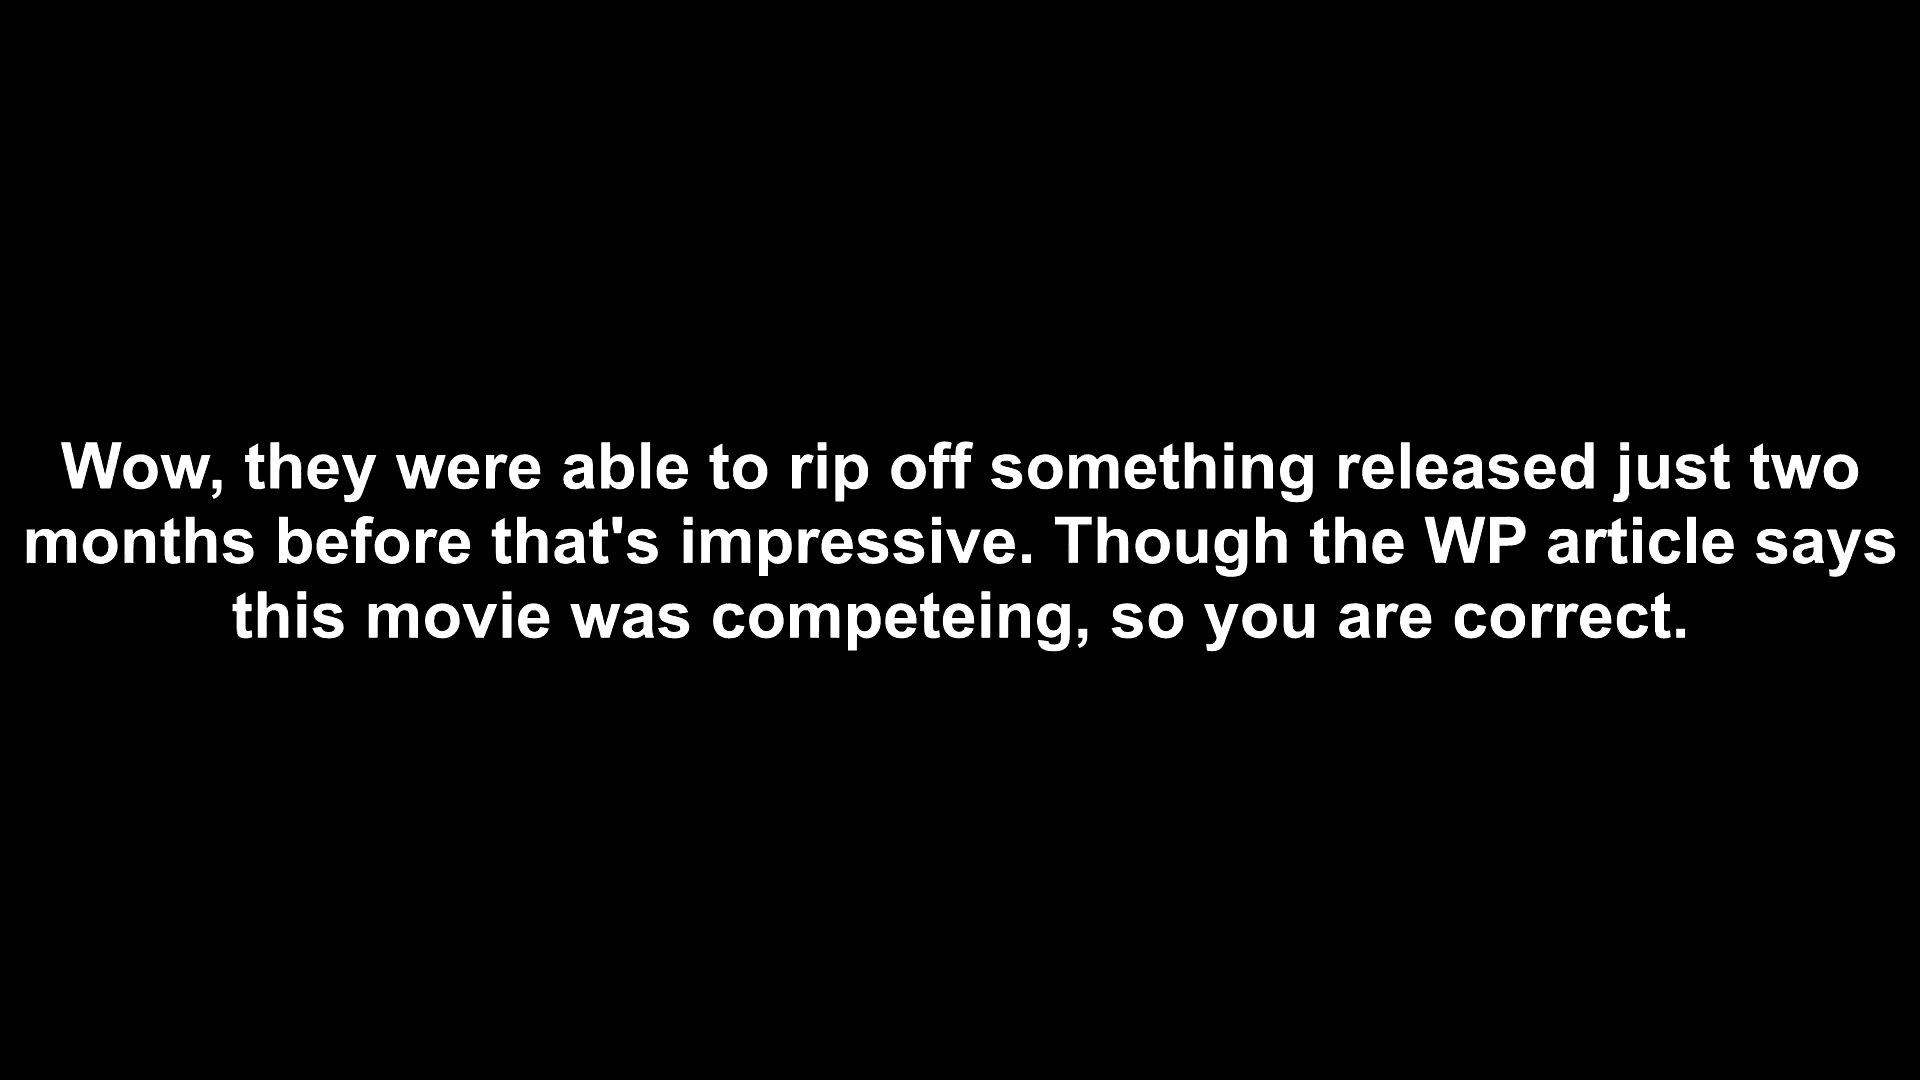 Wow, they were able to rip off something released just two
months before that's impressive. Though the WP article says
this movie was competeing, so you are correct.